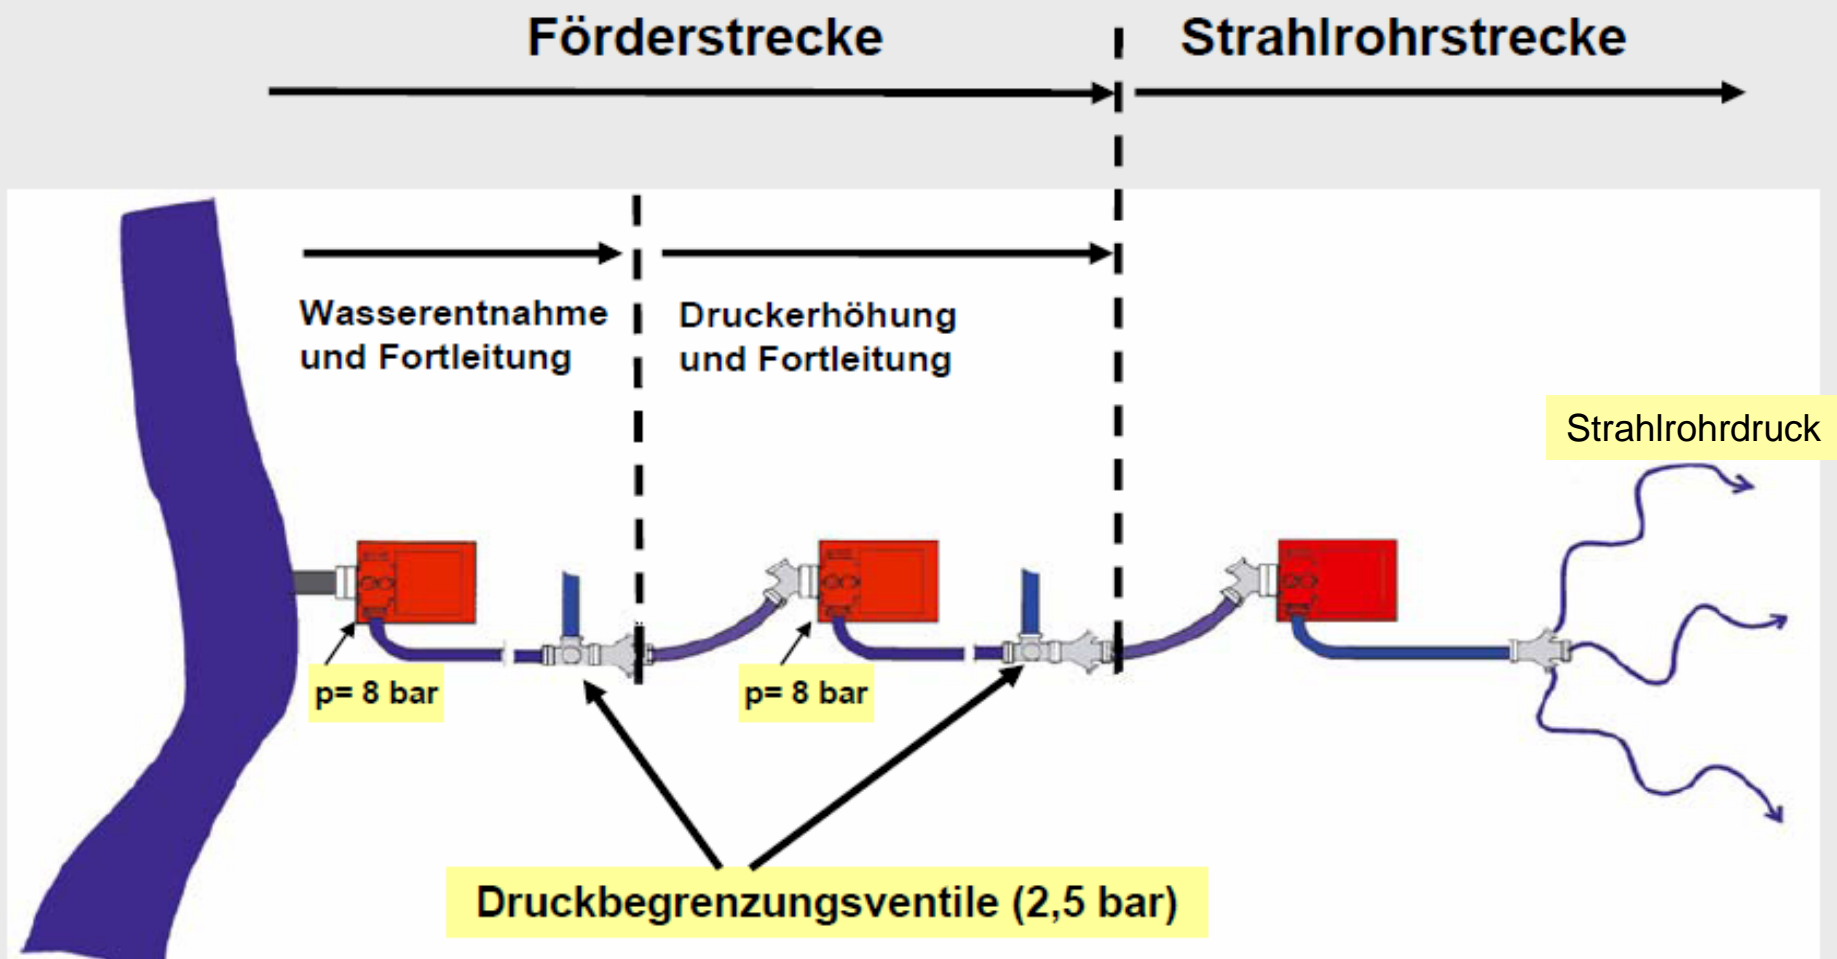 Förderstrecke
Strahlrohrstrecke
Wasserentnahme
und Fortleitung
Druckerhöhung
und Fortleitung
Strahlrohrdruck
p= 8 bar
p= 8 bar
Druckbegrenzungsventile (2,5 bar)